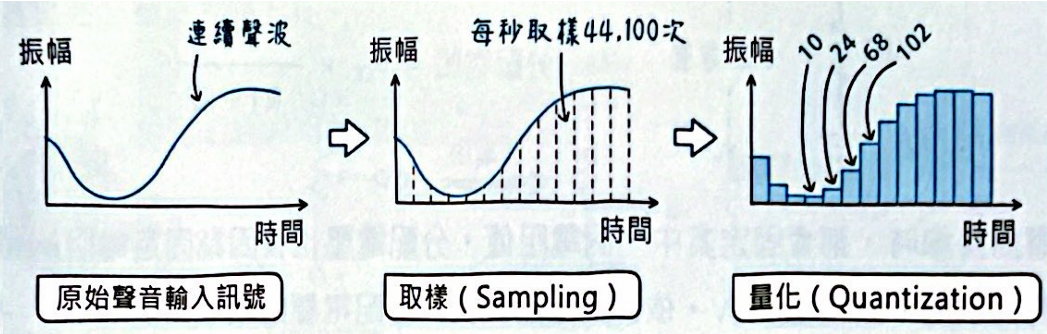 振幅
連續聲波
時間
原始聲音輸入訊號
振幅
每秒取樣44,100次
時間
取樣(Sampling)
振幅
10
24
68
102
時間
量化(Quantization)